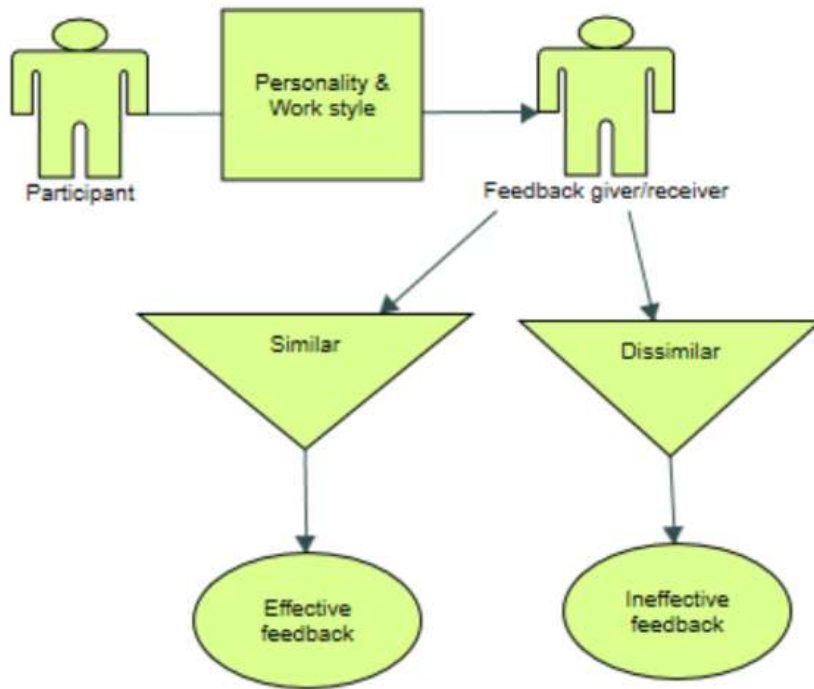 Personality &
Work style
Participant
Feedback giver/receiver
Similar
Dissimilar
Effective
feedback
Ineffective
feedback